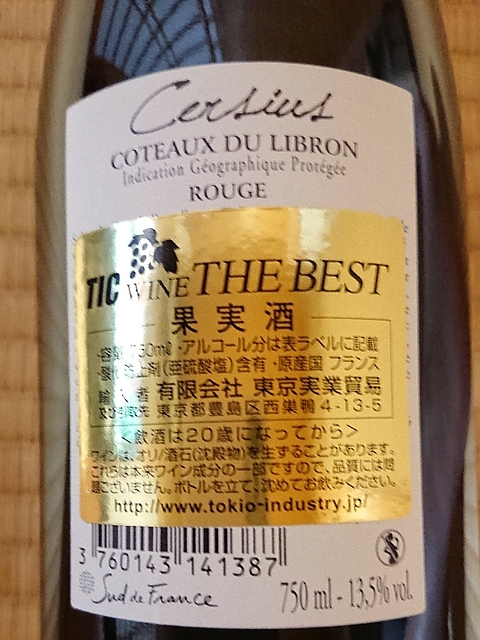 Cersius
COTEAUX DU LIBRON
Indication Géographique Protégée
ROUGE
TIC WINE THE BEST
果実酒
・容量 750ml ・アルコール分は表ラベルに記載
・酸化防止剤(亜硫酸塩)含有・原産国 フランス
輸入者 有限会社 東京実業貿易
及び引取先 東京都豊島区西巣鴨4-13-5
<飲酒は20歳になってから>
ワインは、オリ/酒石(沈殿物)を生ずることがあります。
これらは本来ワイン成分の一部ですので、品質には問
題ございません。ボトルを立て、沈めてお飲みください。
http://www.tokio-industry.jp/
3 760143 141387
Sud de France
750 ml - 13,5% vol.